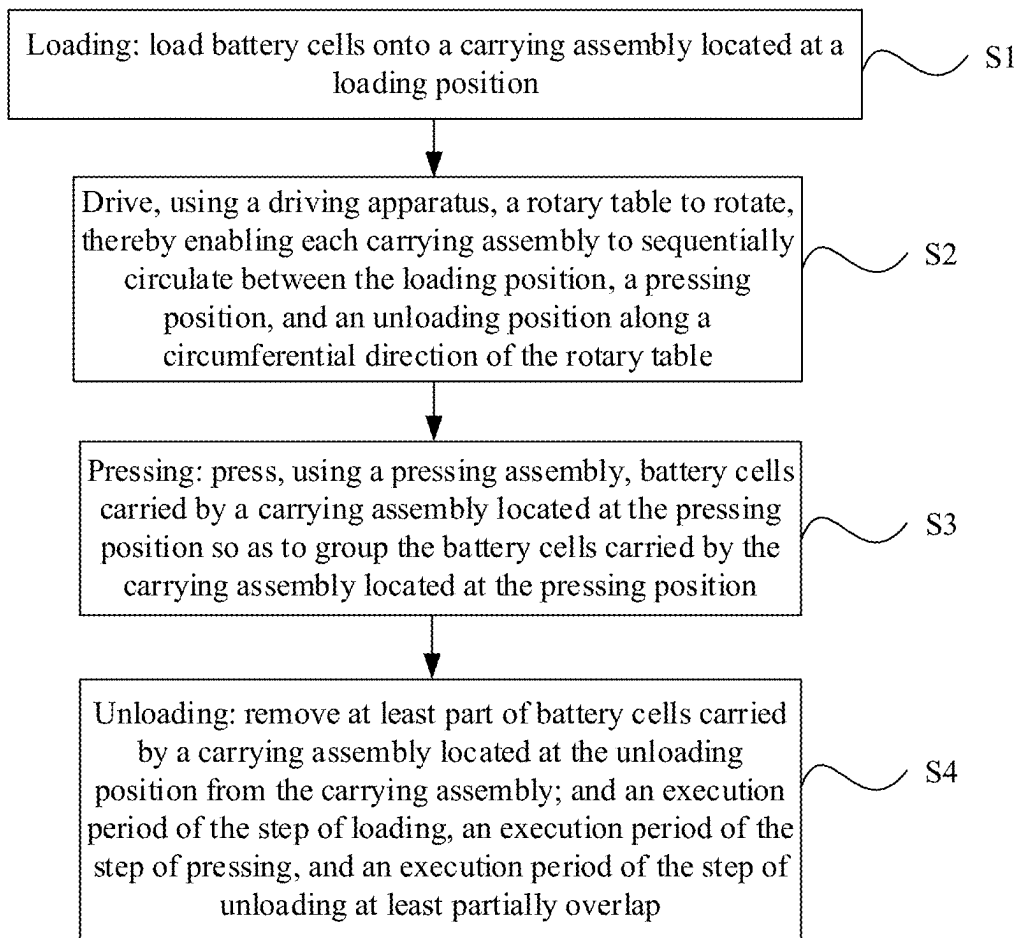 Loading: load battery cells onto a carrying assembly located at a
loading position
S1
Drive, using a driving apparatus, a rotary table to rotate,
thereby enabling each carrying assembly to sequentially
circulate between the loading position, a pressing
position, and an unloading position along a
circumferential direction of the rotary table
S2
Pressing: press, using a pressing assembly, battery cells
carried by a carrying assembly located at the pressing
position so as to group the battery cells carried by the
carrying assembly located at the pressing position
S3
Unloading: remove at least part of battery cells carried
by a carrying assembly located at the unloading
position from the carrying assembly; and an execution
period of the step of loading, an execution period of the
step of pressing, and an execution period of the step of
unloading at least partially overlap
S4